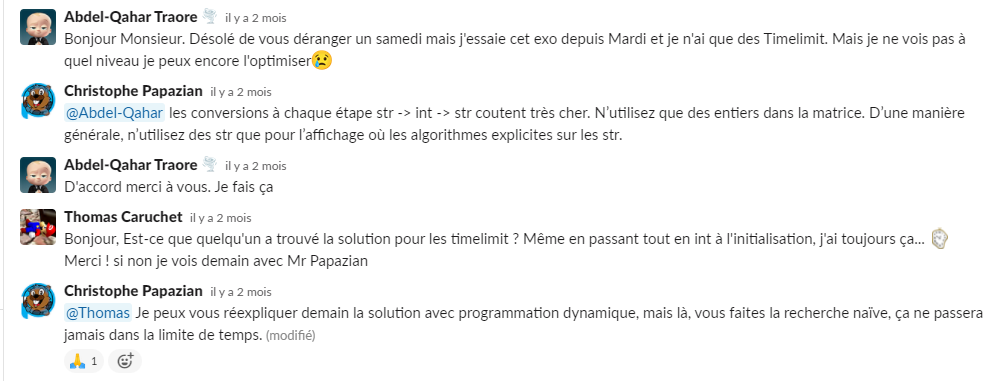 Abdel-Qahar Traore il y a 2 mois
Bonjour Monsieur. Désolé de vous déranger un samedi mais j'essaie cet exo depuis Mardi et je n'ai que des Timelimit. Mais je ne vois pas à
quel niveau je peux encore l'optimiser😢
Christophe Papazian il y a 2 mois
@Abdel-Qahar les conversions à chaque étape str -> int -> str coutent très cher. N’utilisez que des entiers dans la matrice. D’une manière
générale, n’utilisez des str que pour l’affichage où les algorithmes explicites sur les str.
Abdel-Qahar Traore il y a 2 mois
D'accord merci à vous. Je fais ça
Thomas Caruchet il y a 2 mois
Bonjour, Est-ce que quelqu'un a trouvé la solution pour les timelimit ? Même en passant tout en int à l'initialisation, j'ai toujours ça...
Merci ! si non je vois demain avec Mr Papazian
Christophe Papazian il y a 2 mois
@Thomas Je peux vous réexpliquer demain la solution avec programmation dynamique, mais là, vous faites la recherche naïve, ça ne passera
jamais dans la limite de temps. (modifié)
🙏 1